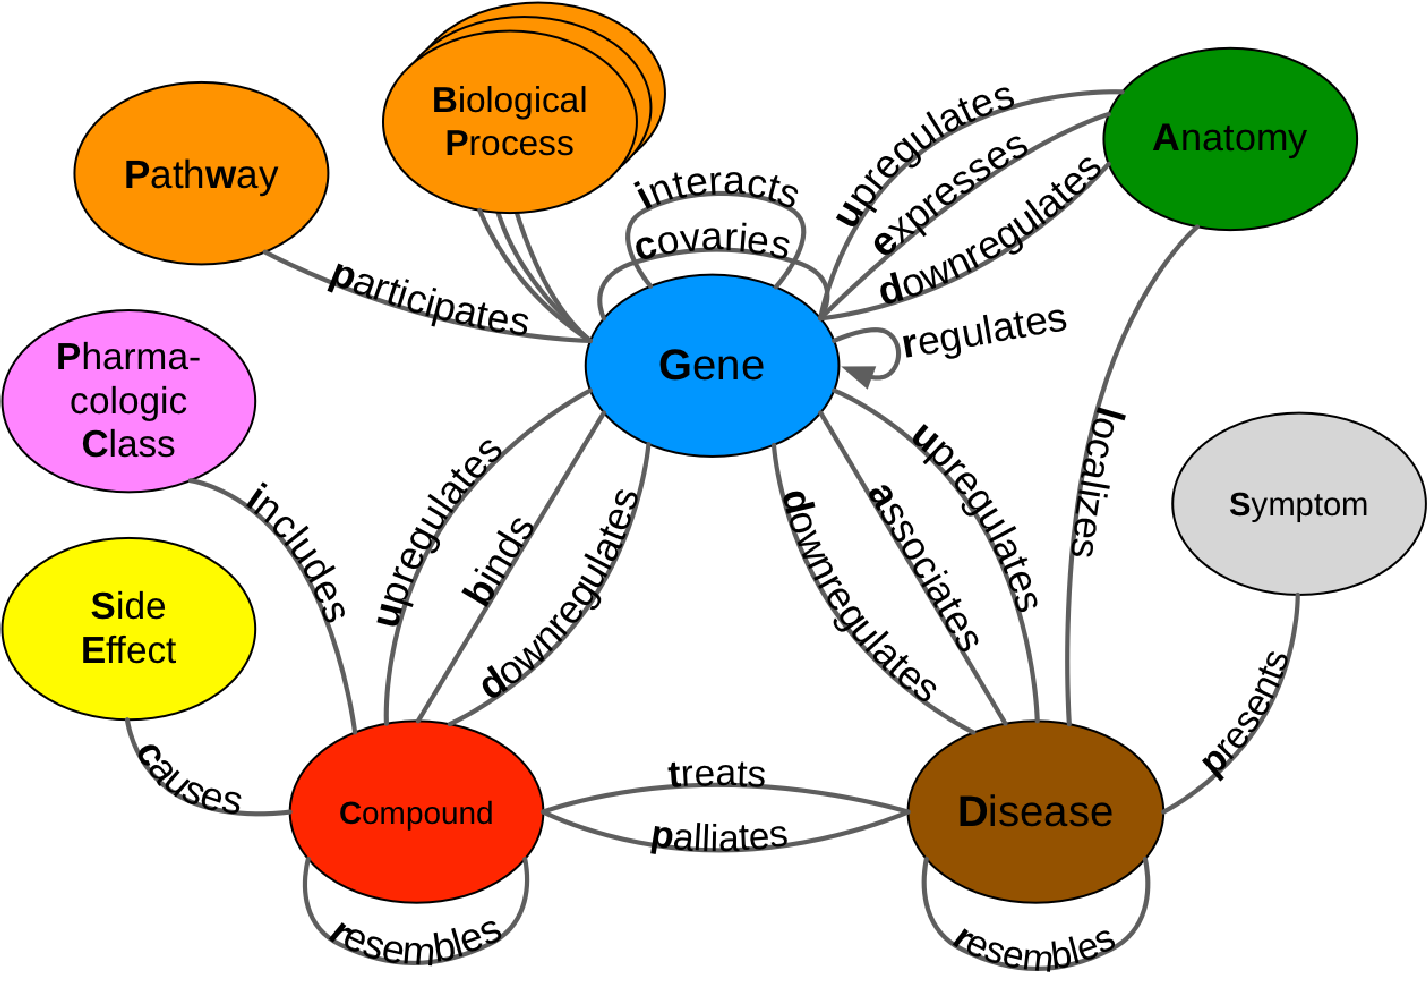 Biological
Process
Pathway
Anatomy
upregulates
expresses
downregulates
interacts
covaries
participates
regulates
Gene
Pharma-
cologic
Class
localizes
Symptom
includes
upregulates
binds
downregulates
downregulates
associates
upregulates
Side
Effect
presents
causes
treats
Compound
palliates
Disease
resembles
resembles